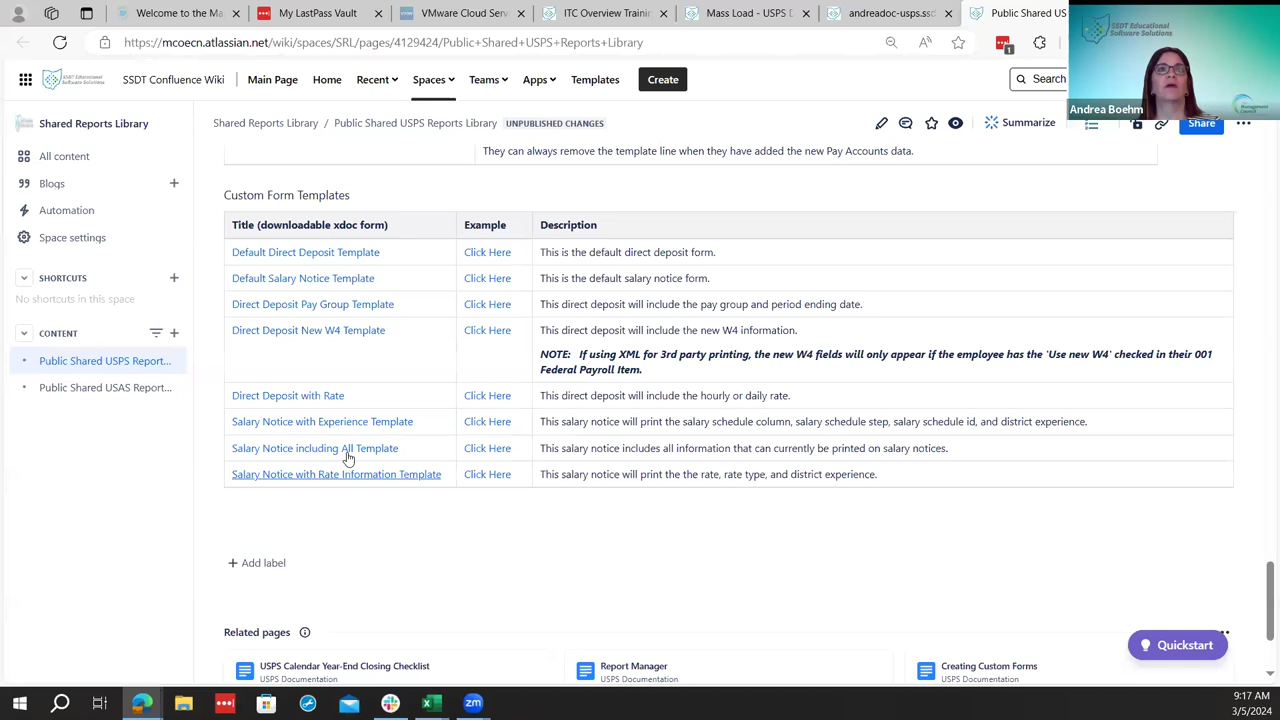 Welcome to the Ma
My LastPass Vault
VMware Cloud Serv
ITC Overview Trainin
Mass Load - USPS D
andreadoc-usps.ssd
Public Shared US
https://mcoecn.atlassian.net/wiki/spaces/SRL/pages/4129424/Public+Shared+USPS+Reports+Library
1
SSDT Educational
Software Solutions
Management
Council
Andrea Boehm
SSDT Confluence Wiki
Main Page
Home
Recent
Spaces
Teams
Apps
Templates
Create
Search
Shared Reports Library
Shared Reports Library / Public Shared USPS Reports Library
UNPUBLISHED CHANGES
Summarize
Share
All content
Blogs
Automation
Space settings
SHORTCUTS
No shortcuts in this space
CONTENT
Public Shared USPS Report...
Public Shared USAS Report...
They can always remove the template line when they have added the new Pay Accounts data.
Custom Form Templates
Title (downloadable xdoc form) Example Description
Default Direct Deposit Template Click Here This is the default direct deposit form.
Default Salary Notice Template Click Here This is the default salary notice form.
Direct Deposit Pay Group Template Click Here This direct deposit will include the pay group and period ending date.
Direct Deposit New W4 Template Click Here This direct deposit will include the new W4 information.
NOTE: If using XML for 3rd party printing, the new W4 fields will only appear if the employee has the 'Use new W4' checked in their 001
Federal Payroll Item.
Direct Deposit with Rate Click Here This direct deposit will include the hourly or daily rate.
Salary Notice with Experience Template Click Here This salary notice will print the salary schedule column, salary schedule step, salary schedule id, and district experience.
Salary Notice including All Template Click Here This salary notice includes all information that can currently be printed on salary notices.
Salary Notice with Rate Information Template Click Here This salary notice will print the the rate, rate type, and district experience.
+ Add label
Related pages
USPS Calendar Year-End Closing Checklist
USPS Documentation
Report Manager
USPS Documentation
Creating Custom Forms
USPS Documentation
Quickstart
9:17 AM
3/5/2024